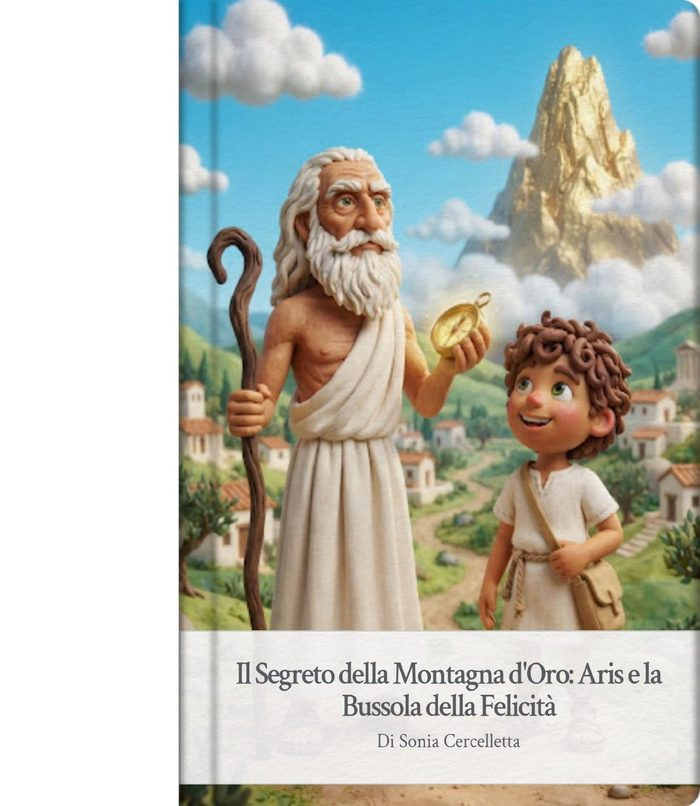 Il Segreto della Montagna d'Oro: Aris e la
Bussola della Felicità
Di Sonia Cercelletta